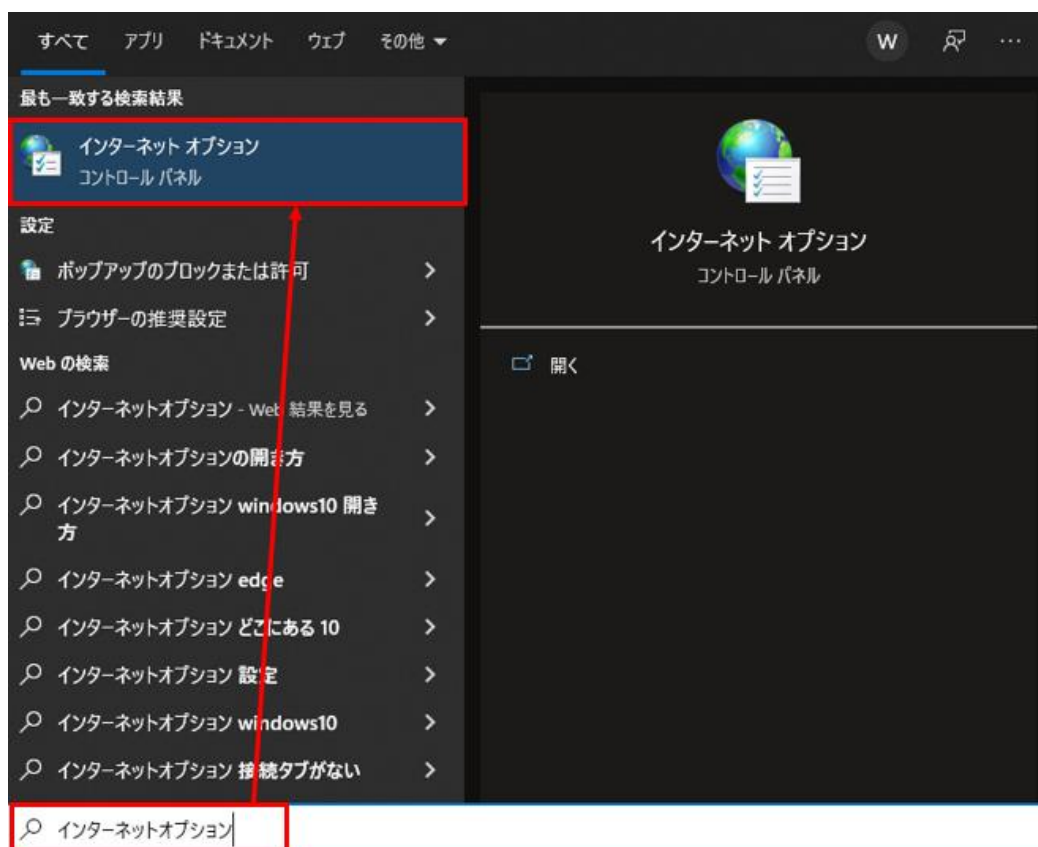 すべて アプリ ドキュメント ウェブ その他 W ...
最も一致する検索結果
インターネット オプション
コントロール パネル
設定
ポップアップのブロックまたは許可
ブラウザーの推奨設定
Web の検索
インターネットオプション - Web 結果を見る
インターネットオプションの開き方
インターネットオプション windows10 開き
方
インターネットオプション edge
インターネットオプション どこにある 10
インターネットオプション 設定
インターネットオプション windows10
インターネットオプション 接続タブがない
インターネットオプション
インターネット オプション
コントロール パネル
開く